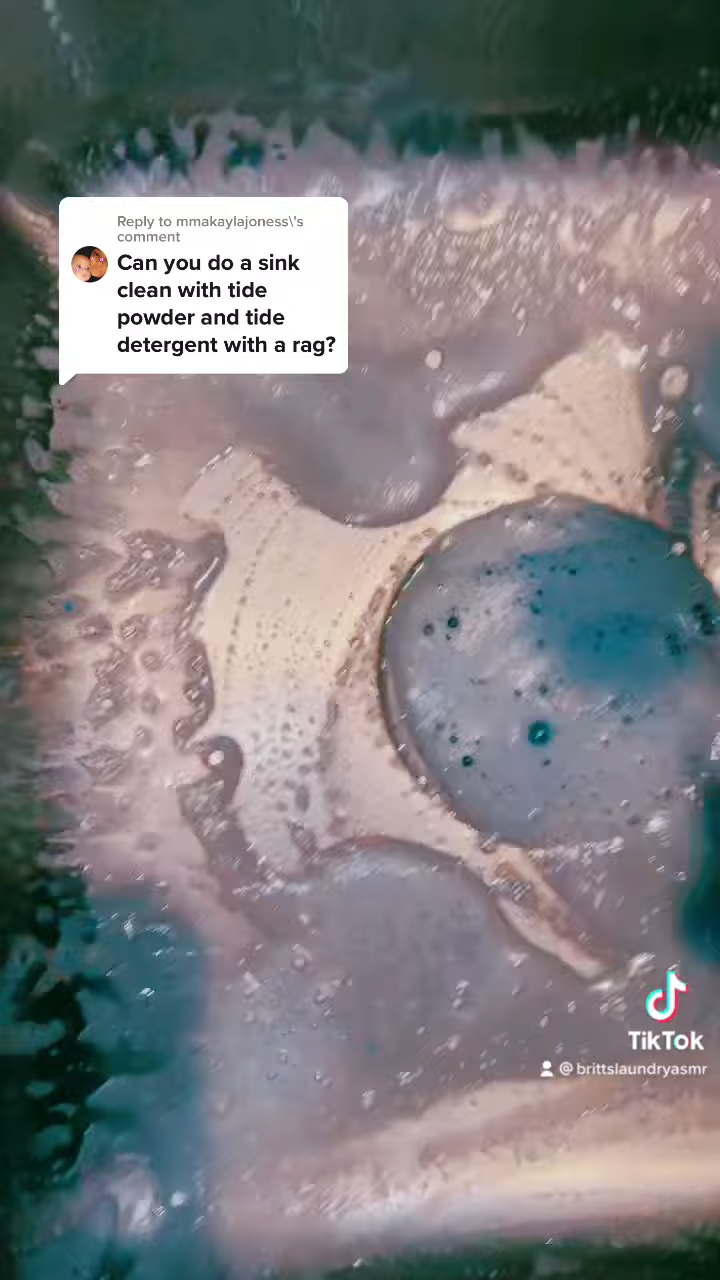 Reply to mmakaylajoness\'s
comment
Can you do a sink
clean with tide
powder and tide
detergent with a rag?
TikTok
@brittslaundryasmr